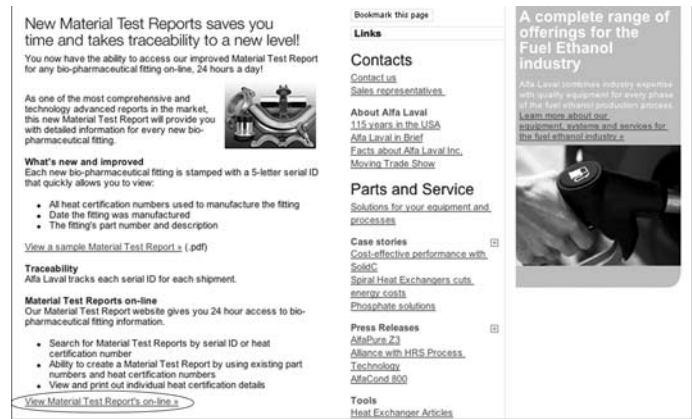 New Material Test Reports saves you
time and takes traceability to a new level!
You now have the ability to access our improved Material Test Report
for any bio-pharmaceutical fitting on-line, 24 hours a day!
As one of the most comprehensive and
technology advanced reports in the market,
this new Material Test Report will provide you
with detailed information for every new bio-
pharmaceutical fitting.
What's new and improved
Each new bio-pharmaceutical fitting is stamped with a 5-letter serial ID
that quickly allows you to view:
• All heat certification numbers used to manufacture the fitting
• Date the fitting was manufactured
• The fitting's part number and description
View a sample Material Test Report » (.pdf)
Traceability
Alfa Laval tracks each serial ID for each shipment.
Material Test Reports on-line
Our Material Test Report website gives you 24 hour access to bio-
pharmaceutical fitting information.
• Search for Material Test Reports by serial ID or heat
certification number
• Ability to create a Material Test Report by using existing part
numbers and heat certification numbers
• View and print out individual heat certification details
View Material Test Report's on-line »
Bookmark this page
Links
Contacts
Contact us
Sales representatives
About Alfa Laval
115 years in the USA
Alfa Laval in Brief
Facts about Alfa Laval Inc.
Moving Trade Show
Parts and Service
Solutions for your equipment and
processes
Case stories
Cost-effective performance with
SolidC
Spiral Heat Exchangers cuts
energy costs
Phosphate solutions
Press Releases
AlfaPure Z3
Alliance with HRS Process
Technology
AlfaCond 800
Tools
Heat Exchanger Articles
A complete range of
offerings for the
Fuel Ethanol
industry
Alfa Laval combines industry expertise
with quality equipment for every phase
of the fuel ethanol production process.
Learn more about our
equipment, systems and services for
the fuel ethanol industry »